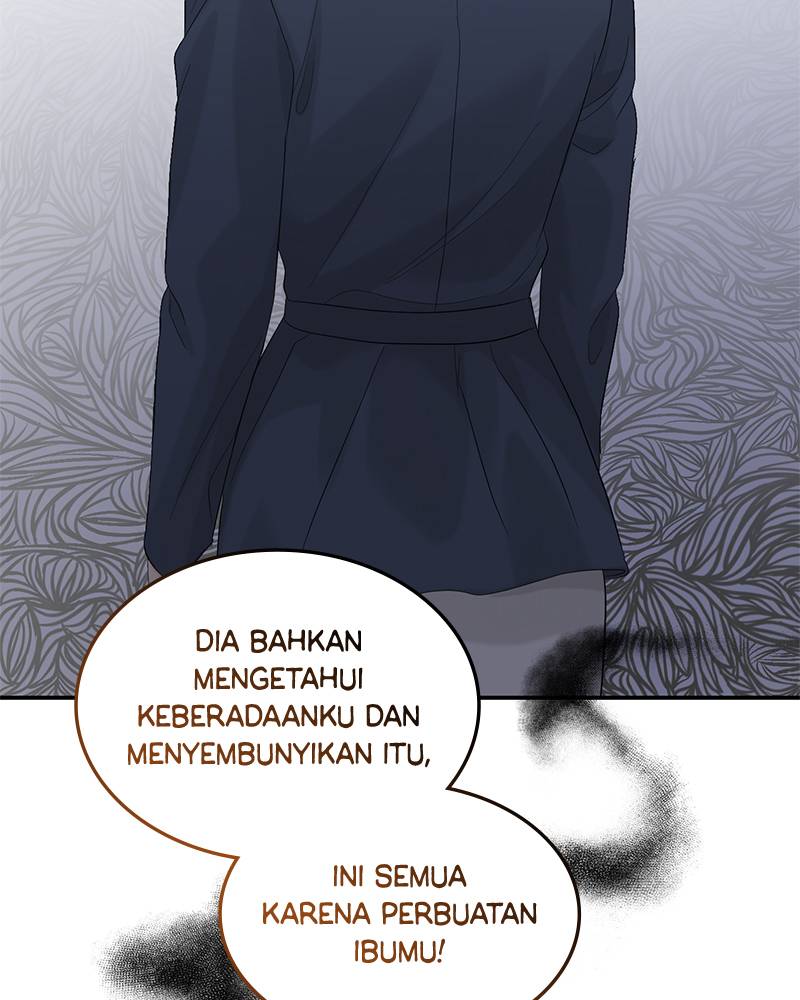 DIA BAHKAN
MENGETAHUI
KEBERADAANKU DAN
MENYEMBUNYIKAN ITU,
INI SEMUA
KARENA PERBUATAN
IBUMU!